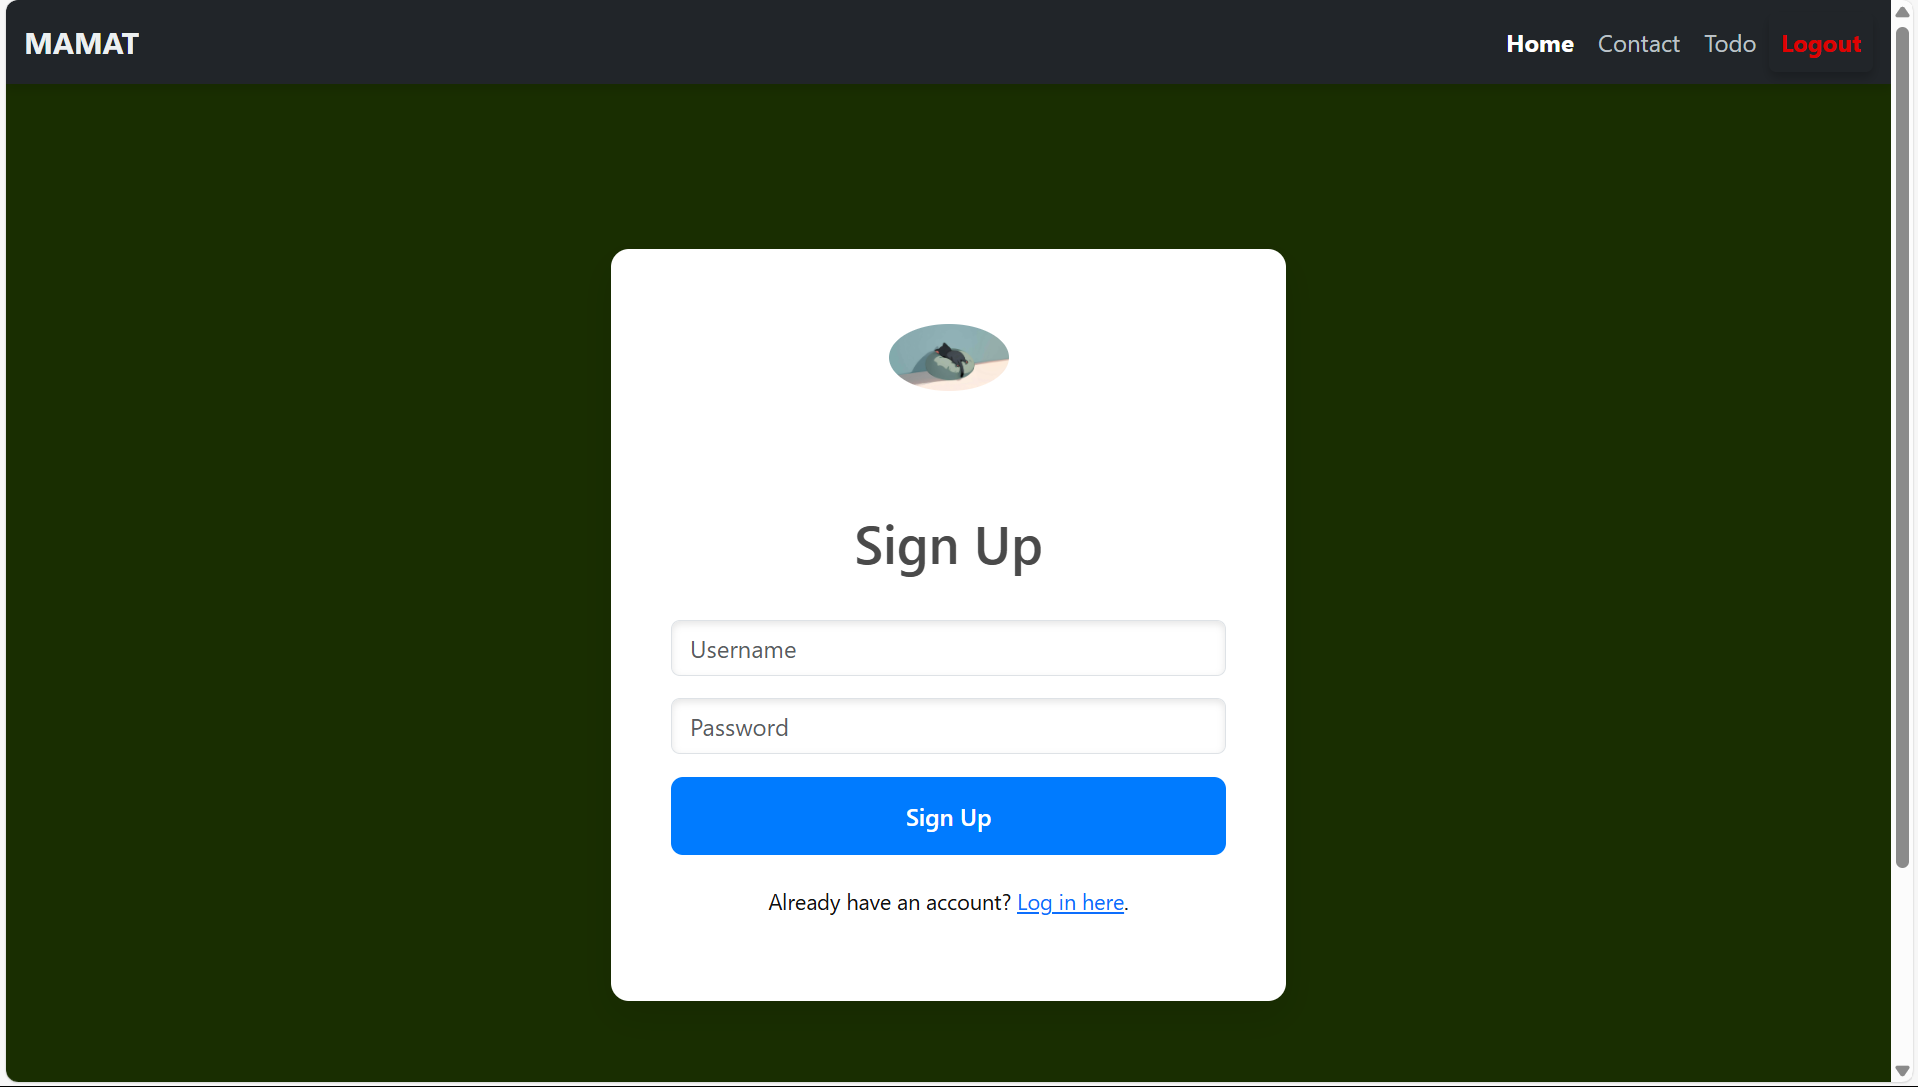 MAMAT
Home Contact Todo Logout
Sign Up
Username
Password
Sign Up
Already have an account? Log in here.